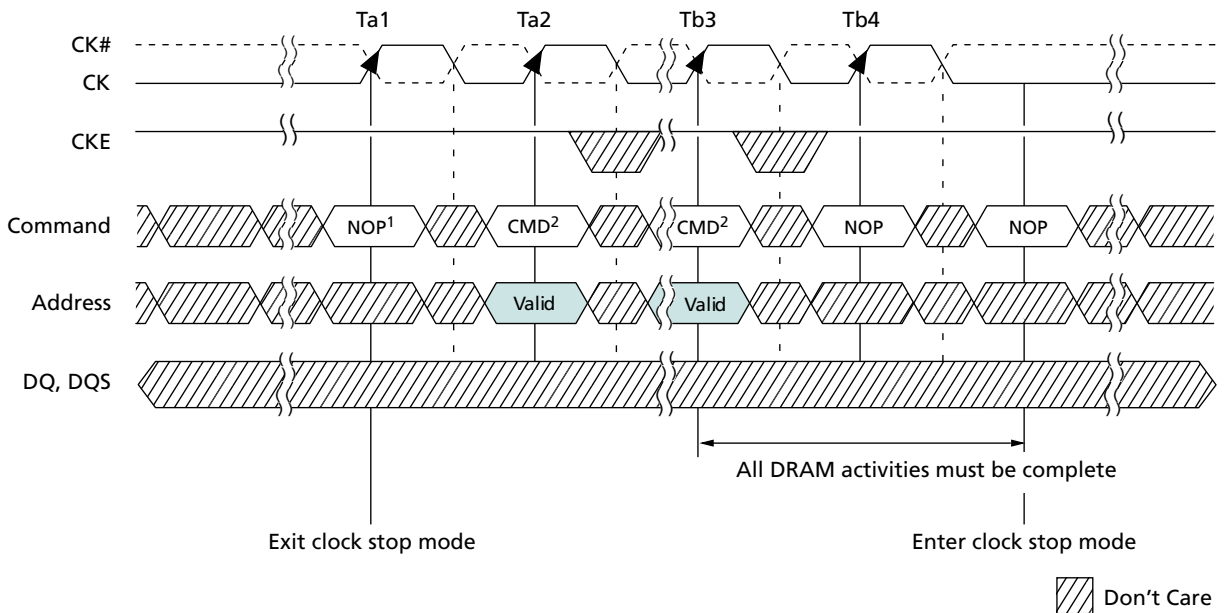 Ta1 Ta2 Tb3 Tb4
CK#
CK
CKE
Command NOP¹ CMD² CMD² NOP NOP
Address Valid Valid
DQ, DQS
All DRAM activities must be complete
Exit clock stop mode Enter clock stop mode
Don't Care